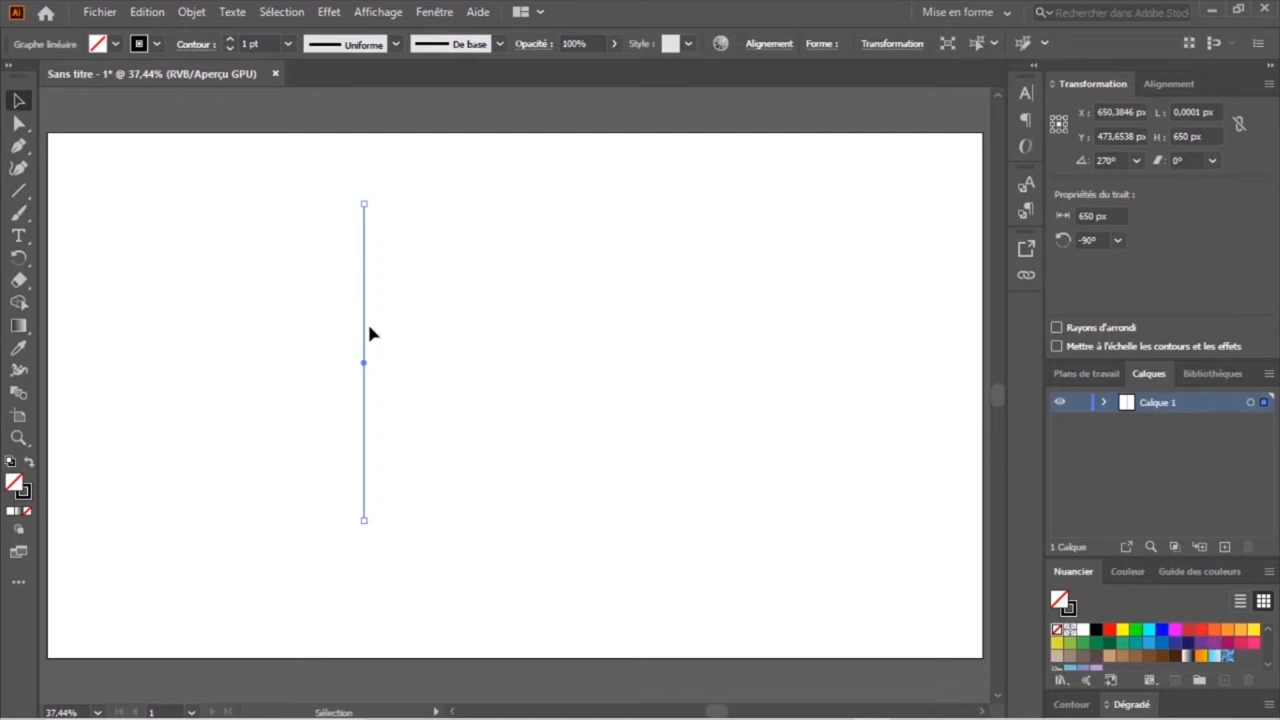 Ai Fichier Edition Objet Texte Sélection Effet Affichage Fenêtre Aide Mise en forme Rechercher dans Adobe Stock
Graphe linéaire Contour : 1 pt Uniforme De base Opacité : 100% Style : Alignement Forme : Transformation
Sans titre - 1* @ 37,44% (RVB/Aperçu GPU) ×
Transformation Alignement
X : 650,3846 px L : 0,0001 px
Y : 473,6538 px H : 650 px
270° 0°
Propriétés du trait :
650 px
-90°
Rayons d'arrondi
Mettre à l'échelle les contours et les effets
Plans de travail Calques Bibliothèques
Calque 1
1 Calque
Nuancier Couleur Guide des couleurs
Contour Dégradé
37,44% 1 Sélection